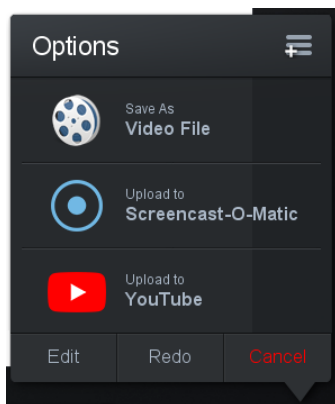 Options
Save As
Video File
Upload to
Screencast-O-Matic
Upload to
YouTube
Edit Redo Cancel